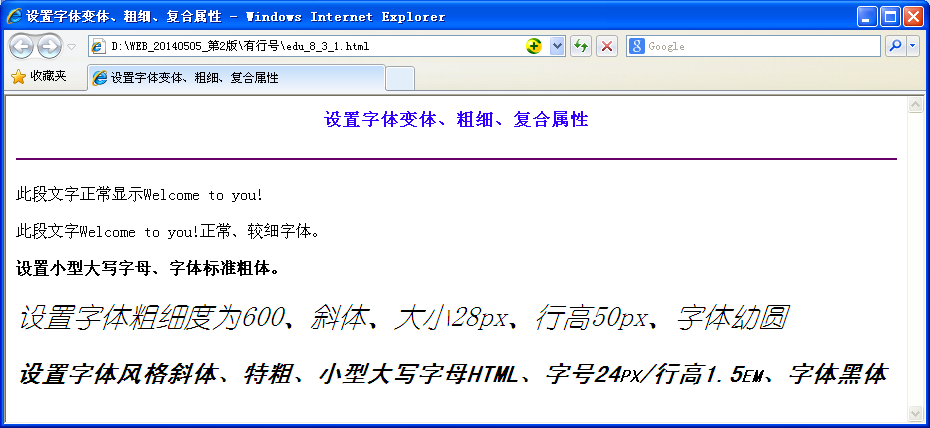 设置字体变体、粗细、复合属性 - Windows Internet Explorer
D:\WEB_20140505_第2版\有行号\edu_8_3_1.html
Google
收藏夹
设置字体变体、粗细、复合属性
设置字体变体、粗细、复合属性
此段文字正常显示Welcome to you!
此段文字Welcome to you!正常、较细字体。
设置小型大写字母、字体标准粗体。
设置字体粗细度为600、斜体、大小28px、行高50px、字体幼圆
设置字体风格斜体、特粗、小型大写字母HTML、字号24PX/行高1.5EM、字体黑体